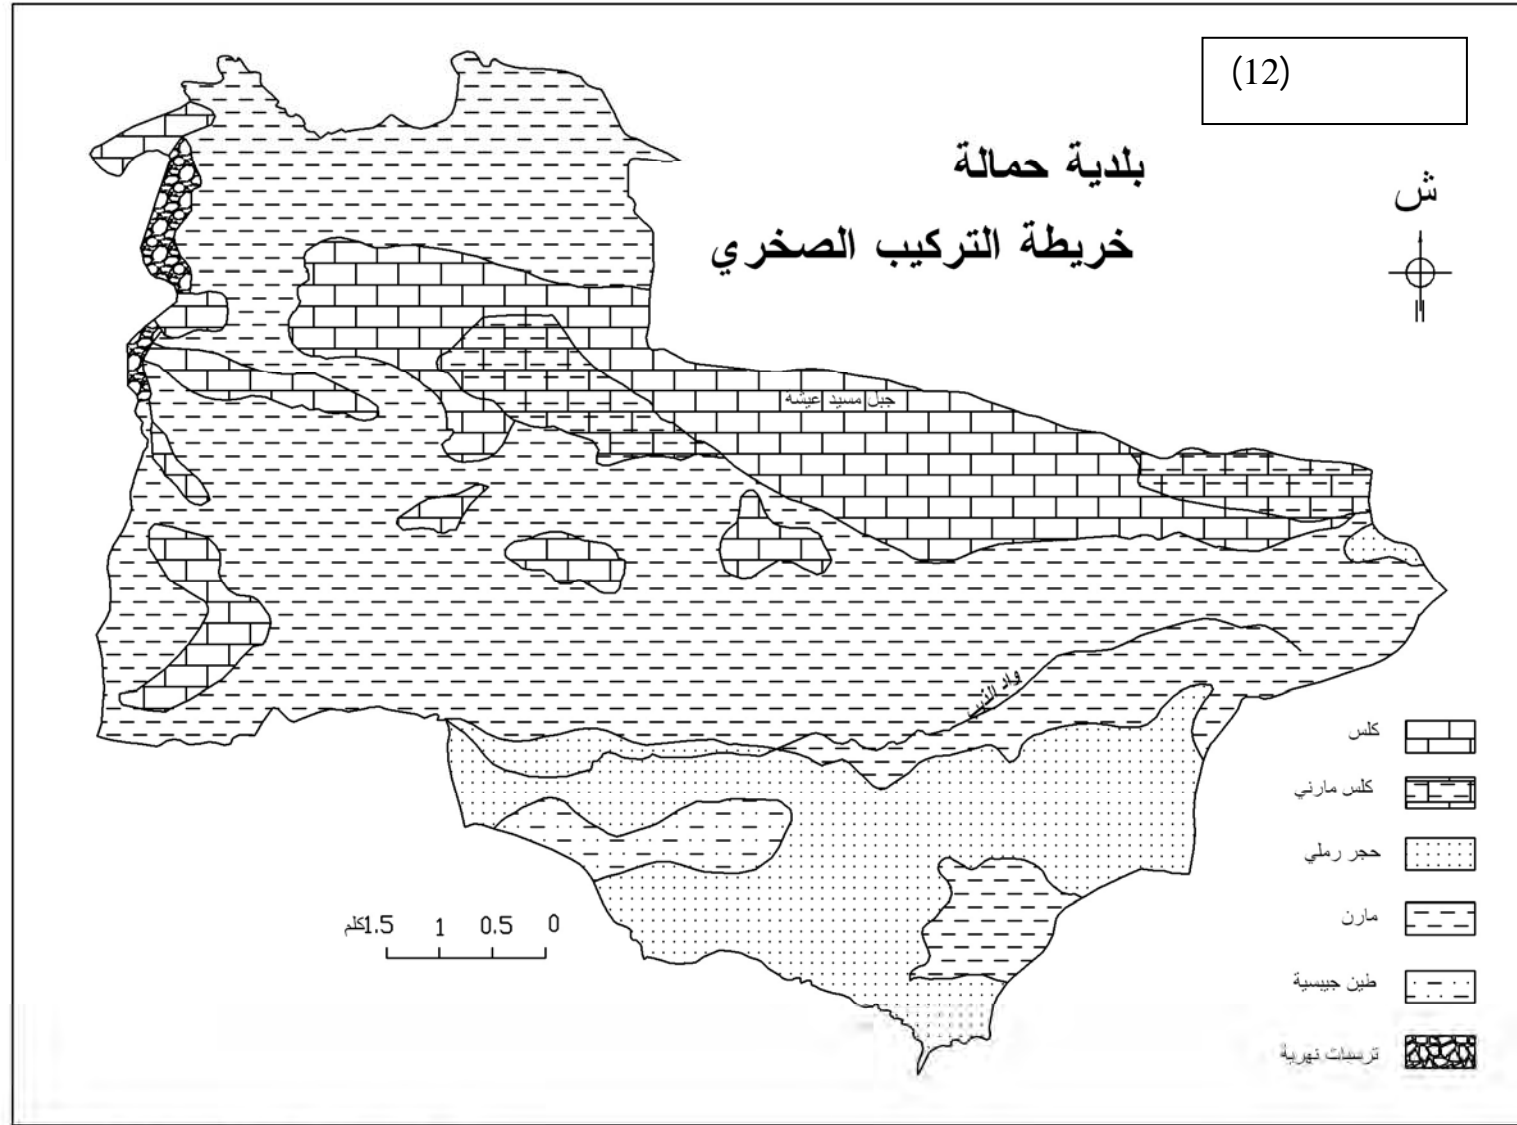 (12)
بلدية حمالة
خريطة التركيب الصخري
ش
جبل مسيد عيشة
واد الذيب
كلس
كلس مارني
حجر رملي
مارن
طين جيبسية
ترسبات نهرية
0 0.5 1 1.5كلم